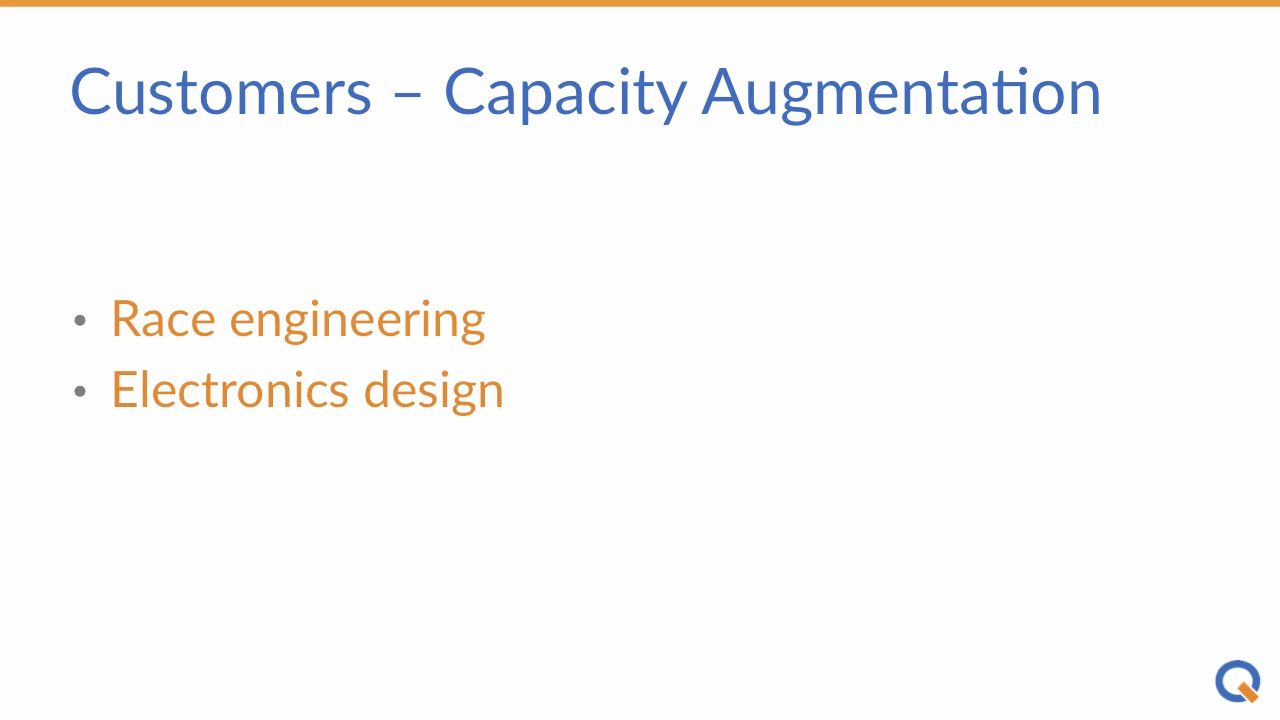 Customers – Capacity Augmentation
• Race engineering
• Electronics design